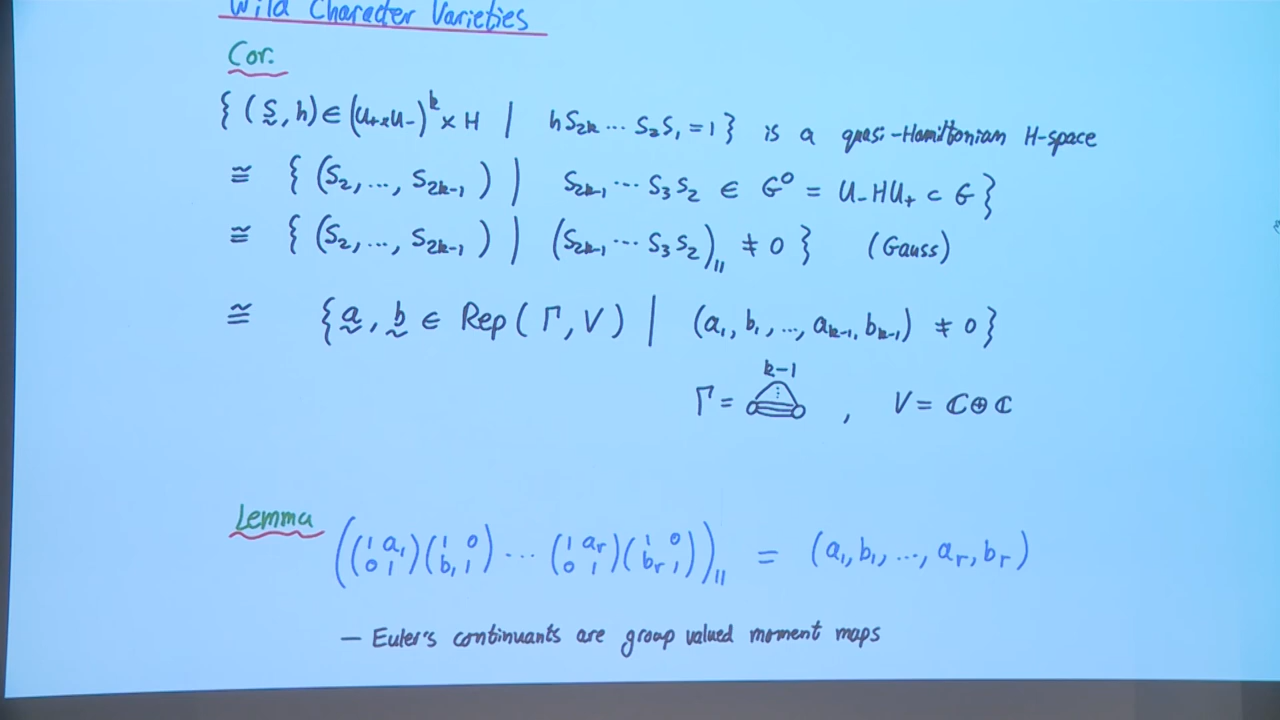 Wild Character Varieties
Cor.
{ (S̰, h) ∈ (U₊×U₋)ᵏ × H | h S₂ₖ ⋯ S₂S₁ = 1 } is a quasi-Hamiltonian H-space
≅ { (S₂, …, S₂ₖ₋₁) | S₂ₖ₋₁ ⋯ S₃S₂ ∈ G⁰ = U₋HU₊ ⊂ G }
≅ { (S₂, …, S₂ₖ₋₁) | (S₂ₖ₋₁ ⋯ S₃S₂)₁₁ ≠ 0 } (Gauss)
≅ { a̰, b̰ ∈ Rep(Γ, V) | (a₁, b₁, …, aₖ₋₁, bₖ₋₁) ≠ 0 }
k-1
Γ = , V = ℂ⊕ℂ
Lemma ((1 a₁ 0 1)(1 0 b₁ 1) ⋯ (1 aᵣ 0 1)(1 0 bᵣ 1))₁₁ = (a₁, b₁, …, aᵣ, bᵣ)
— Euler's continuants are group valued moment maps